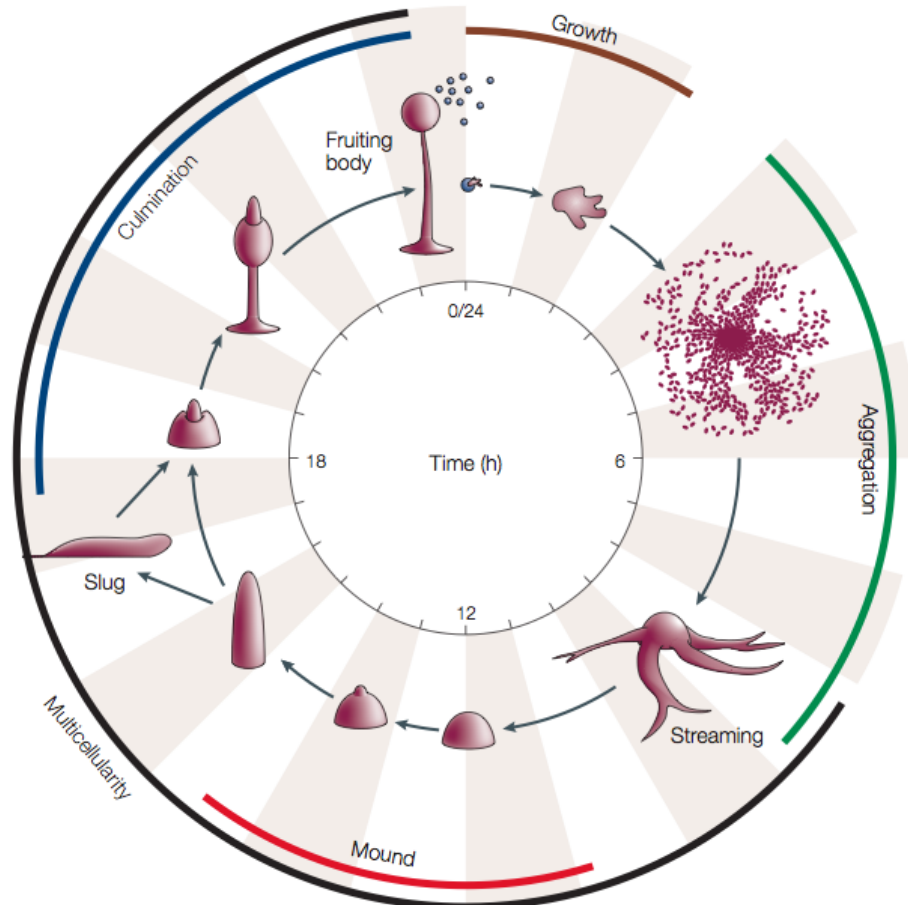 Growth
Fruiting
body
Culmination
0/24
Aggregation
18
Time (h)
6
Slug
12
Multicellularity
Streaming
Mound